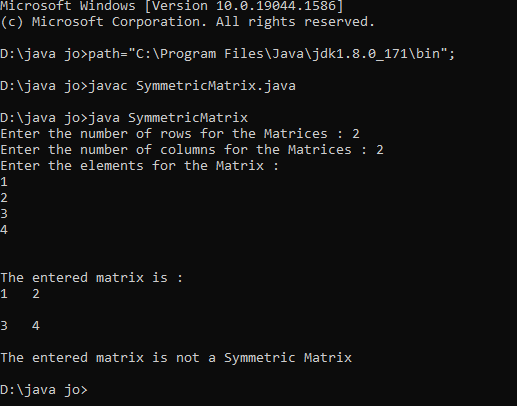 Microsoft Windows [Version 10.0.19044.1586]
(c) Microsoft Corporation. All rights reserved.
D:\java jo>path="C:\Program Files\Java\jdk1.8.0_171\bin";
D:\java jo>javac SymmetricMatrix.java
D:\java jo>java SymmetricMatrix
Enter the number of rows for the Matrices : 2
Enter the number of columns for the Matrices : 2
Enter the elements for the Matrix :
1
2
3
4
The entered matrix is :
1   2
3   4
The entered matrix is not a Symmetric Matrix
D:\java jo>